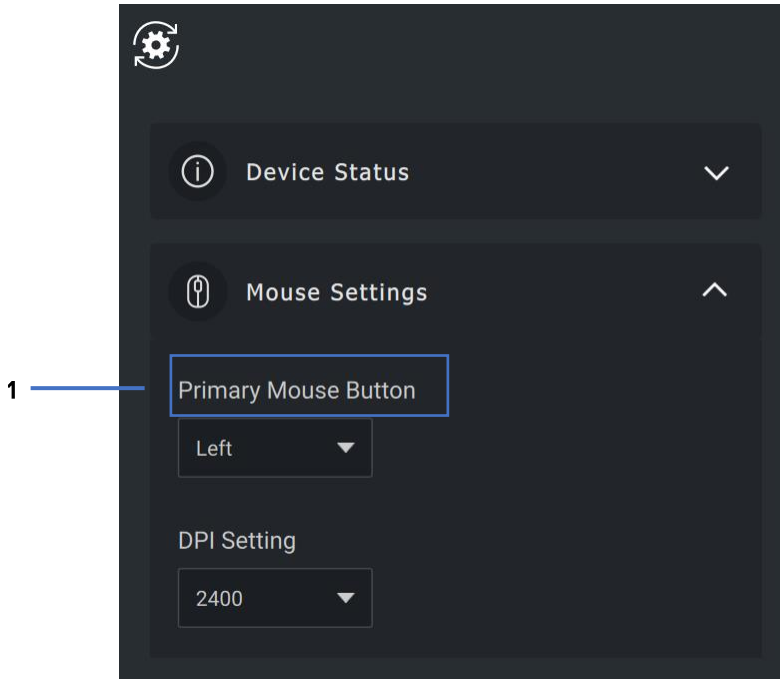 Device Status
Mouse Settings
1
Primary Mouse Button
Left
DPI Setting
2400